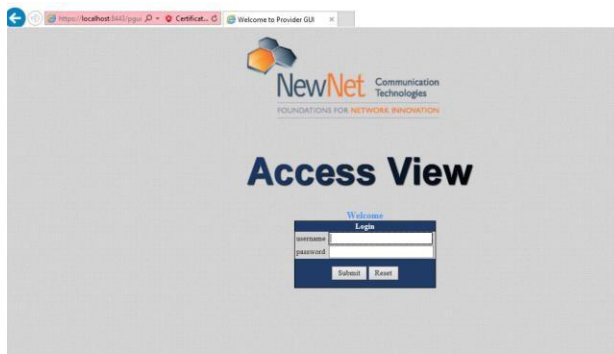 https://localhost:8443/pgui
Certificat...
Welcome to Provider GUI
NewNet Communication
Technologies
FOUNDATIONS FOR NETWORK INNOVATION
Access View
Welcome
Login
username
password
Submit Reset